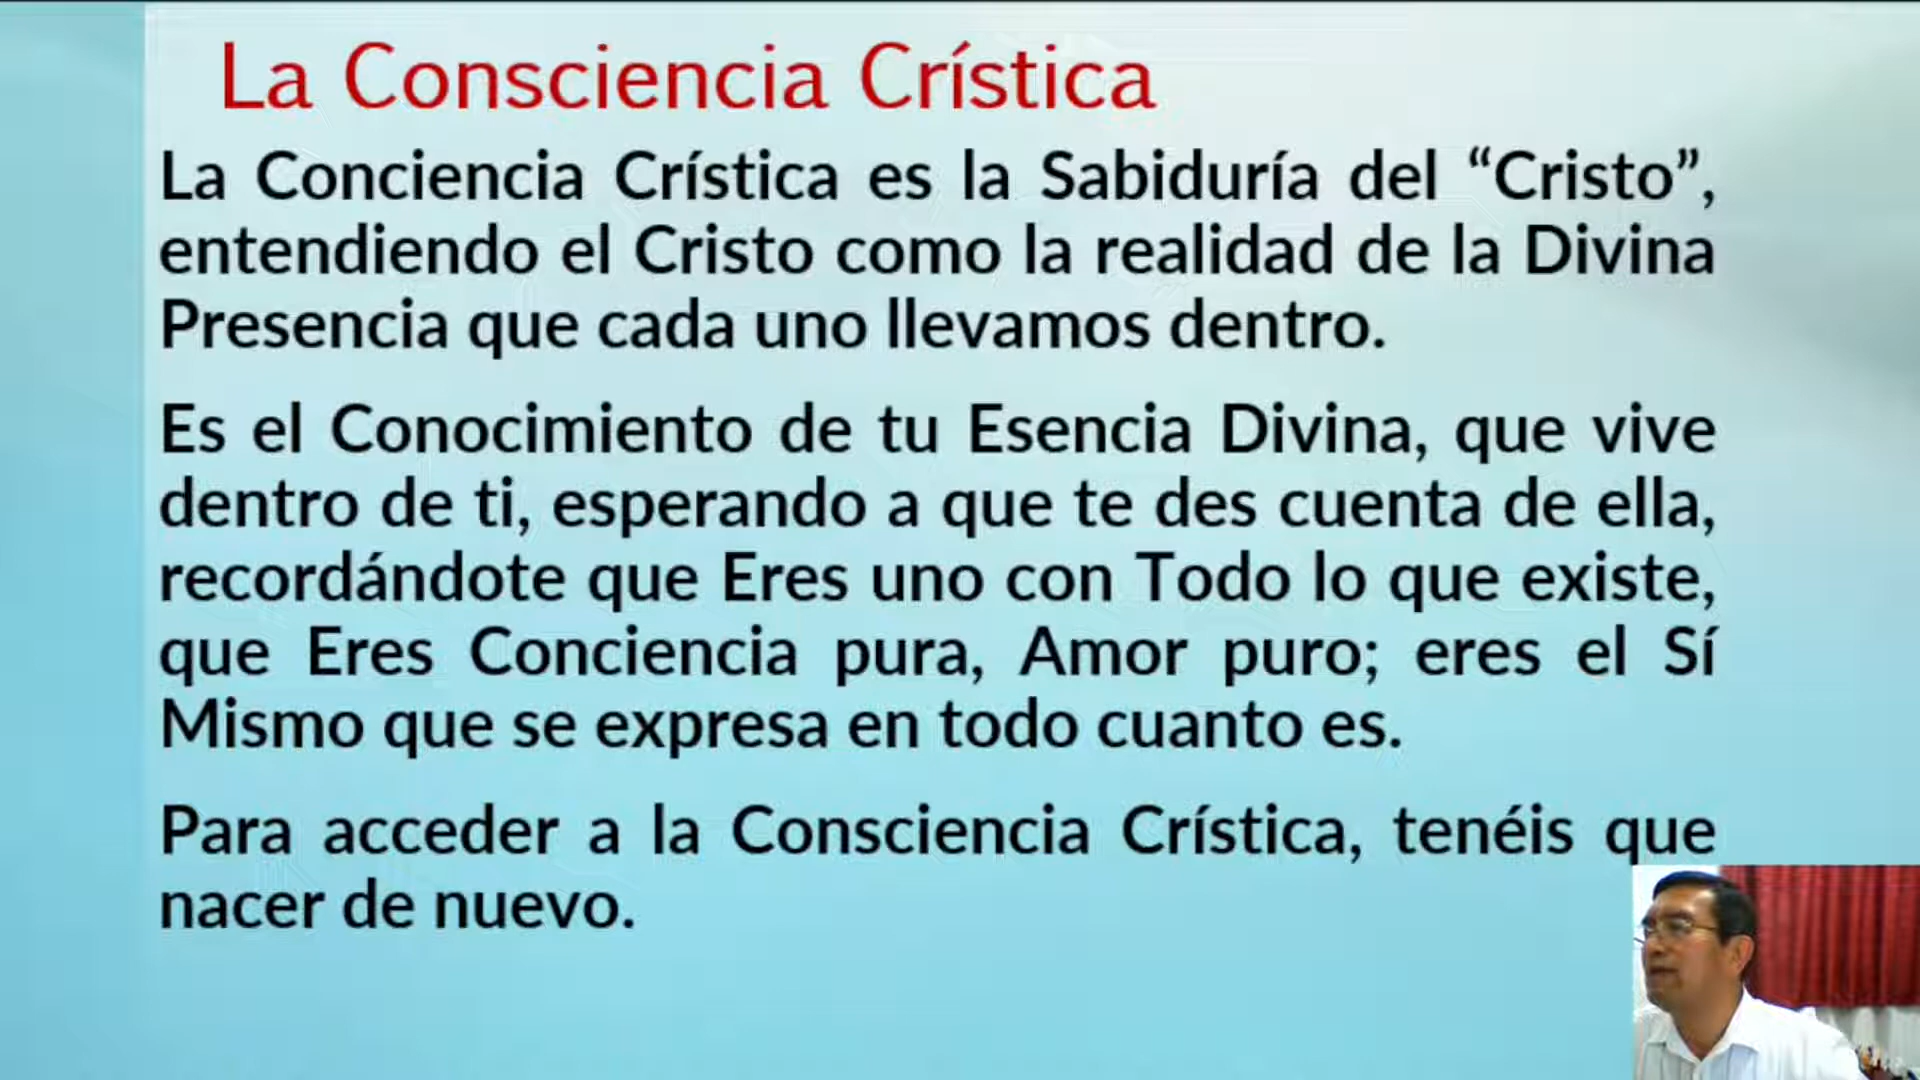 La Consciencia Crística
La Conciencia Crística es la Sabiduría del “Cristo”,
entendiendo el Cristo como la realidad de la Divina
Presencia que cada uno llevamos dentro.
Es el Conocimiento de tu Esencia Divina, que vive
dentro de ti, esperando a que te des cuenta de ella,
recordándote que Eres uno con Todo lo que existe,
que Eres Conciencia pura, Amor puro; eres el Sí
Mismo que se expresa en todo cuanto es.
Para acceder a la Consciencia Crística, tenéis que
nacer de nuevo.